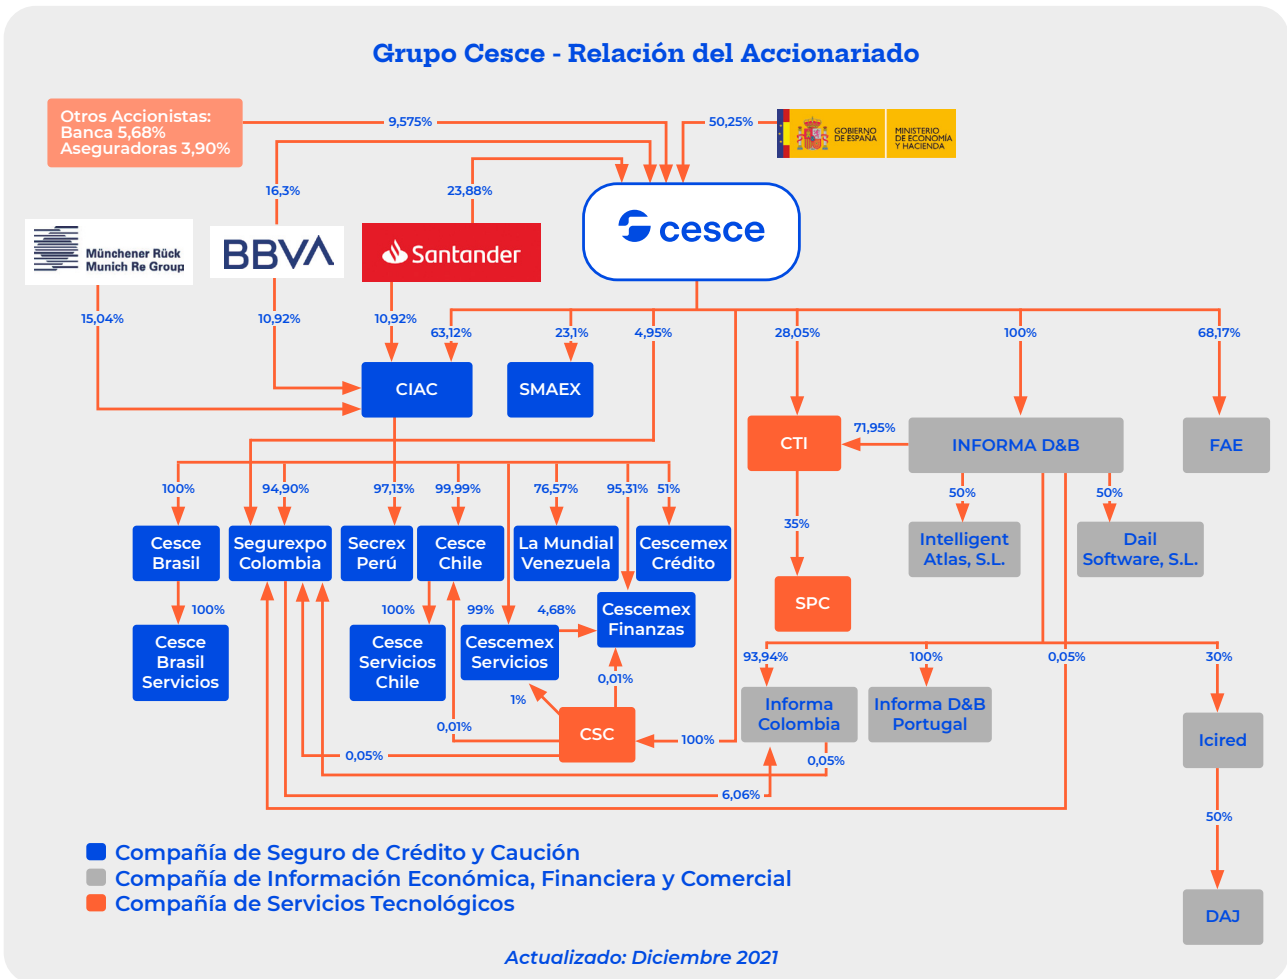 Grupo Cesce - Relación del Accionariado
Otros Accionistas:
Banca 5,68%
Aseguradoras 3,90%
9,575%
50,25%
GOBIERNO
DE ESPAÑA
MINISTERIO
DE ECONOMÍA
Y HACIENDA
16,3%
23,88%
cesce
Münchener Rück
Munich Re Group
BBVA
Santander
15,04%
10,92%
10,92%
63,12%
23,1%
4,95%
28,05%
100%
68,17%
CIAC
SMAEX
CTI
71,95%
INFORMA D&B
FAE
100%
94,90%
97,13%
99,99%
76,57%
95,31%
51%
50%
50%
35%
Cesce
Brasil
Segurexpo
Colombia
Secrex
Perú
Cesce
Chile
La Mundial
Venezuela
Cescemex
Crédito
Intelligent
Atlas, S.L.
Dail
Software, S.L.
SPC
100%
100%
99%
4,68%
Cescemex
Finanzas
Cesce
Brasil
Servicios
Cesce
Servicios
Chile
Cescemex
Servicios
93,94%
100%
0,05%
30%
0,01%
1%
Informa
Colombia
Informa D&B
Portugal
0,01%
CSC
100%
Icired
0,05%
0,05%
6,06%
50%
Compañía de Seguro de Crédito y Caución
Compañía de Información Económica, Financiera y Comercial
Compañía de Servicios Tecnológicos
DAJ
Actualizado: Diciembre 2021